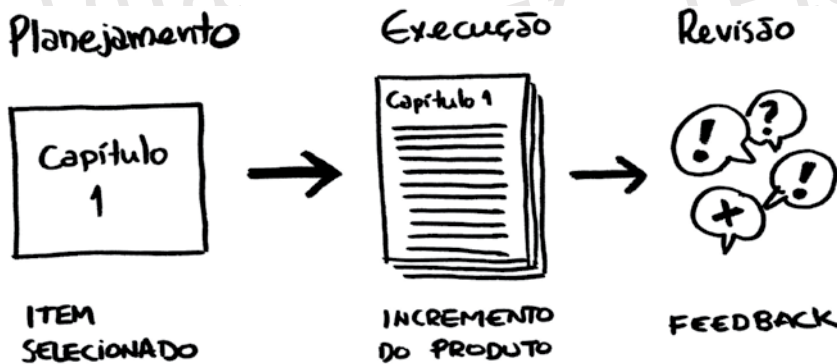 Planejamento
Execução
Revisão
Capítulo
1
Capítulo 1
!
?
!
+
ITEM
SELECIONADO
INCREMENTO
DO PRODUTO
FEEDBACK